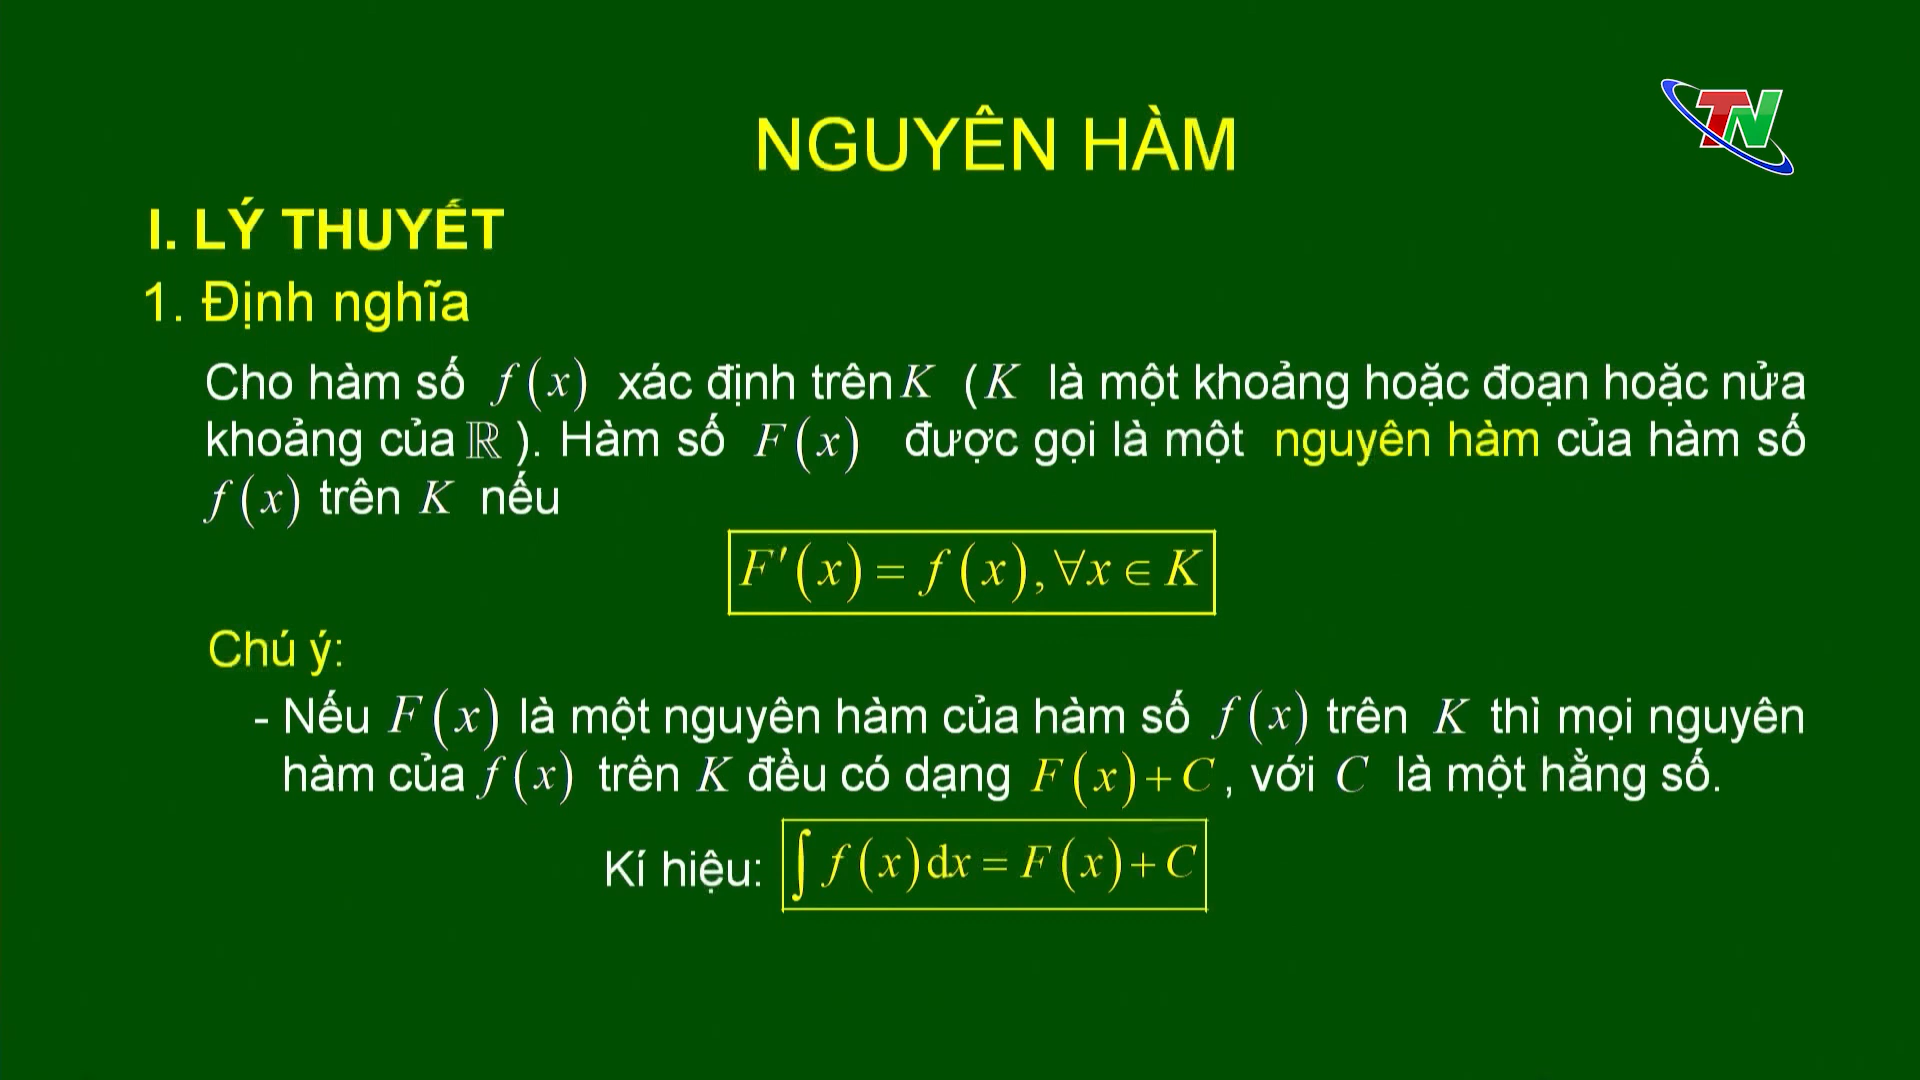 TN
NGUYÊN HÀM
I. LÝ THUYẾT
1. Định nghĩa
Cho hàm số f(x) xác định trên K (K là một khoảng hoặc đoạn hoặc nửa
khoảng của ℝ). Hàm số F(x) được gọi là một nguyên hàm của hàm số
f(x) trên K nếu
F'(x) = f(x), ∀x ∈ K
Chú ý:
- Nếu F(x) là một nguyên hàm của hàm số f(x) trên K thì mọi nguyên
hàm của f(x) trên K đều có dạng F(x)+C, với C là một hằng số.
Kí hiệu: ∫ f(x)dx = F(x)+C